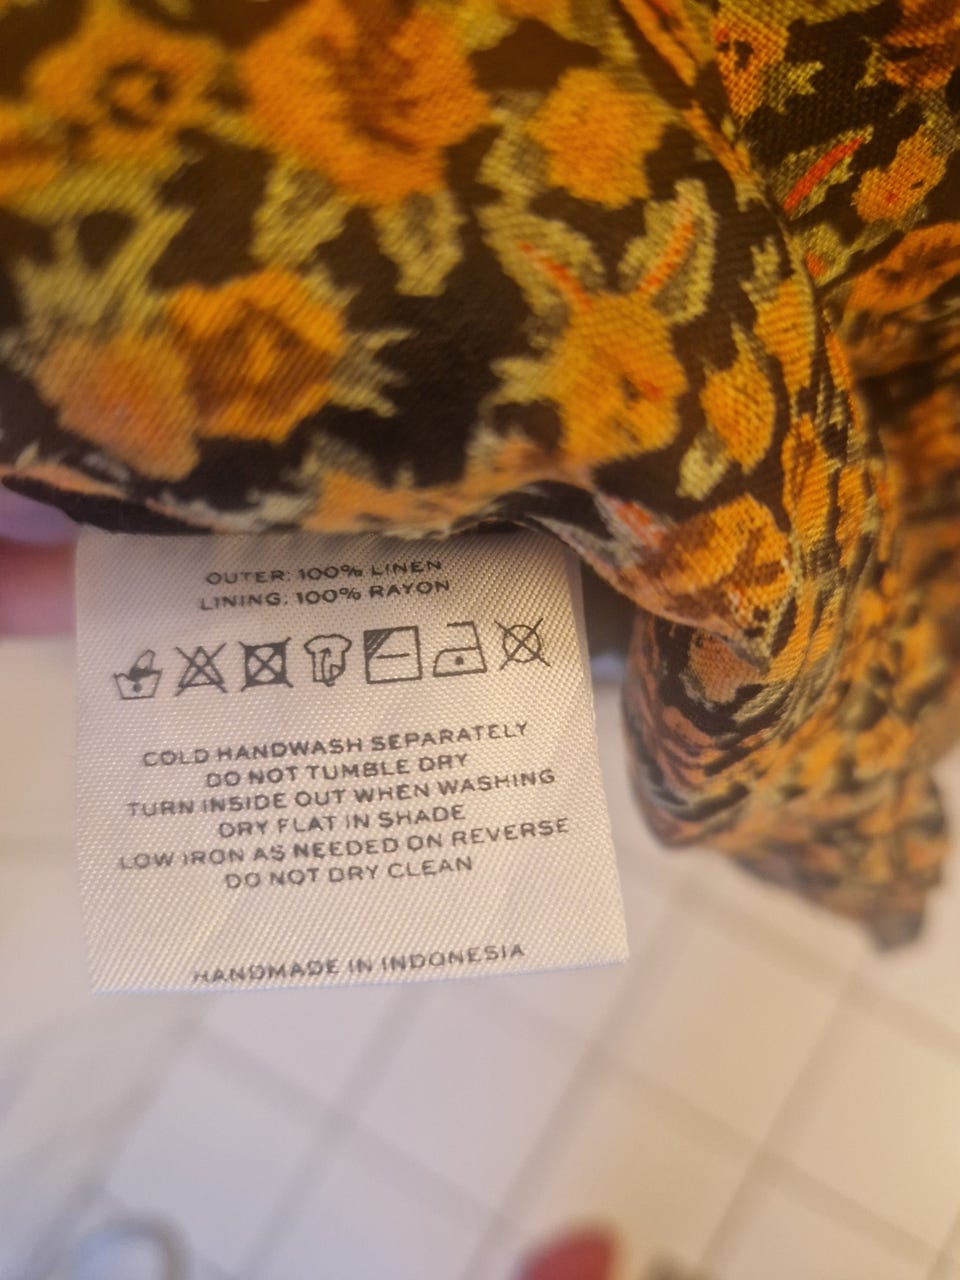 OUTER: 100% LINEN
LINING: 100% RAYON
COLD HANDWASH SEPARATELY
DO NOT TUMBLE DRY
TURN INSIDE OUT WHEN WASHING
DRY FLAT IN SHADE
LOW IRON AS NEEDED ON REVERSE
DO NOT DRY CLEAN
HANDMADE IN INDONESIA